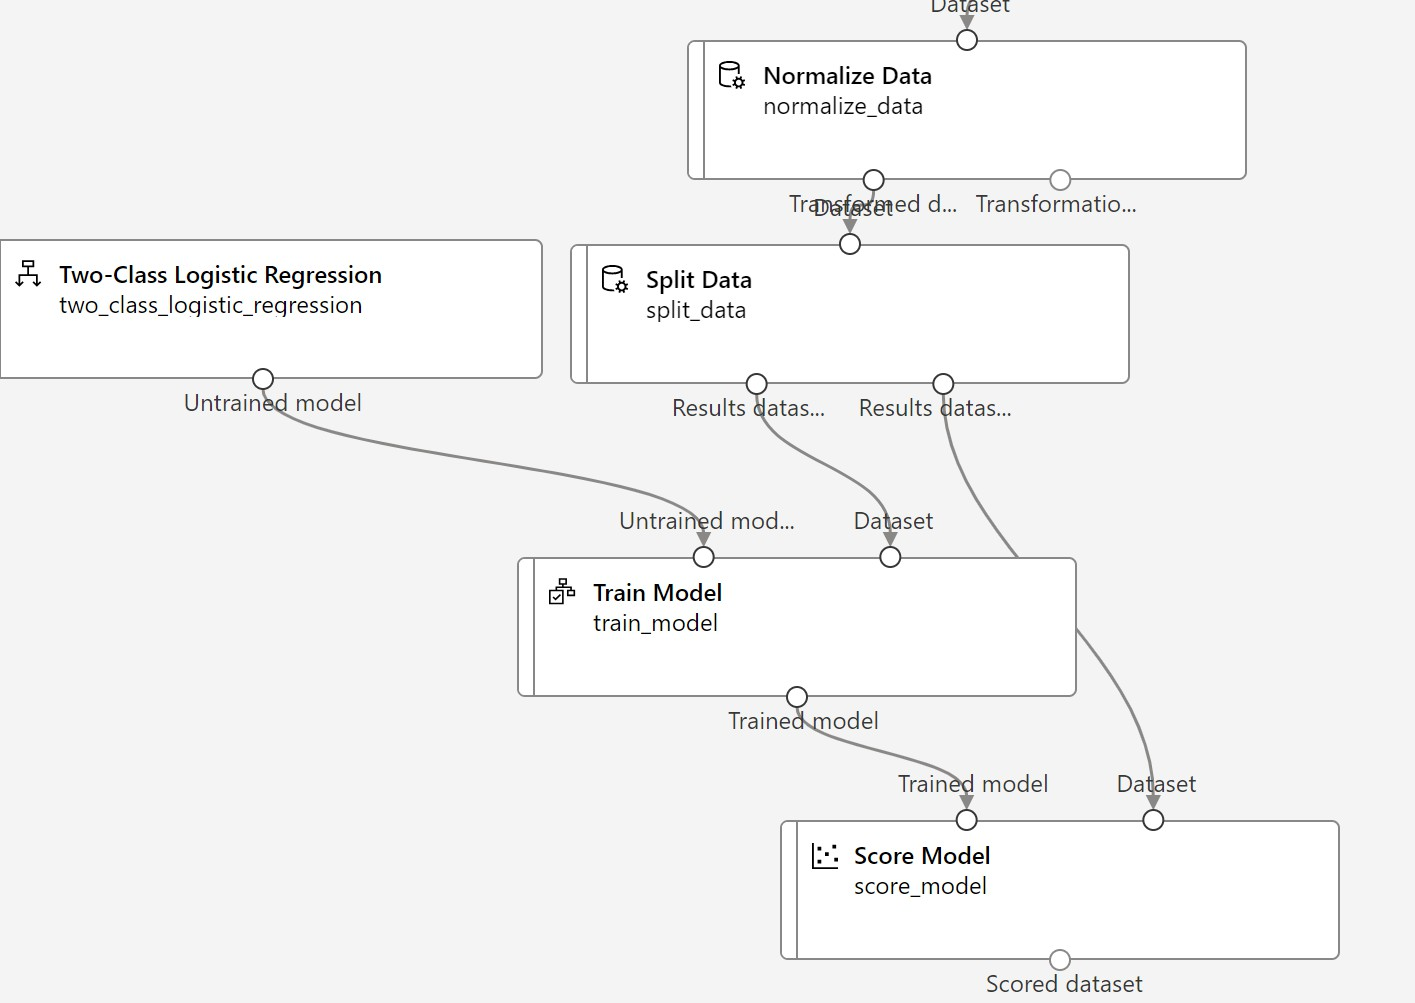 Dataset
Normalize Data
normalize_data
Transformed d...
Transformatio...
Dataset
Two-Class Logistic Regression
two_class_logistic_regression
Split Data
split_data
Untrained model
Results datas...
Results datas...
Untrained mod...
Dataset
Train Model
train_model
Trained model
Trained model
Dataset
Score Model
score_model
Scored dataset